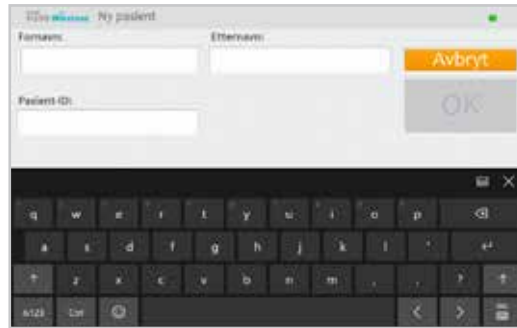 Ny pasient
Fornavn: Etternavn:
Avbryt
Pasient-ID: OK
q w e r t y u i o p
a s d f g h j k l '
z x c v b n m , . ?
&123 Ctrl